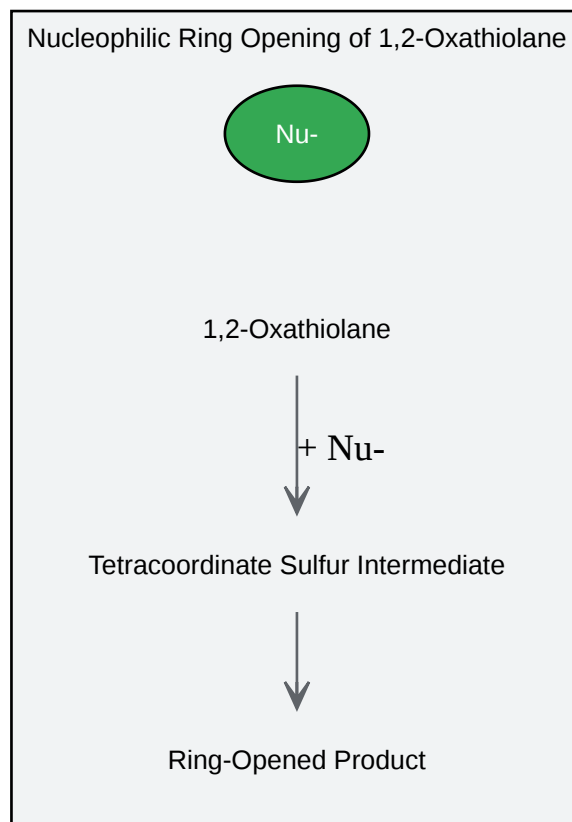 Nucleophilic Ring Opening of 1,2-Oxathiolane
Nu-
1,2-Oxathiolane
+ Nu-
Tetracoordinate Sulfur Intermediate
Ring-Opened Product